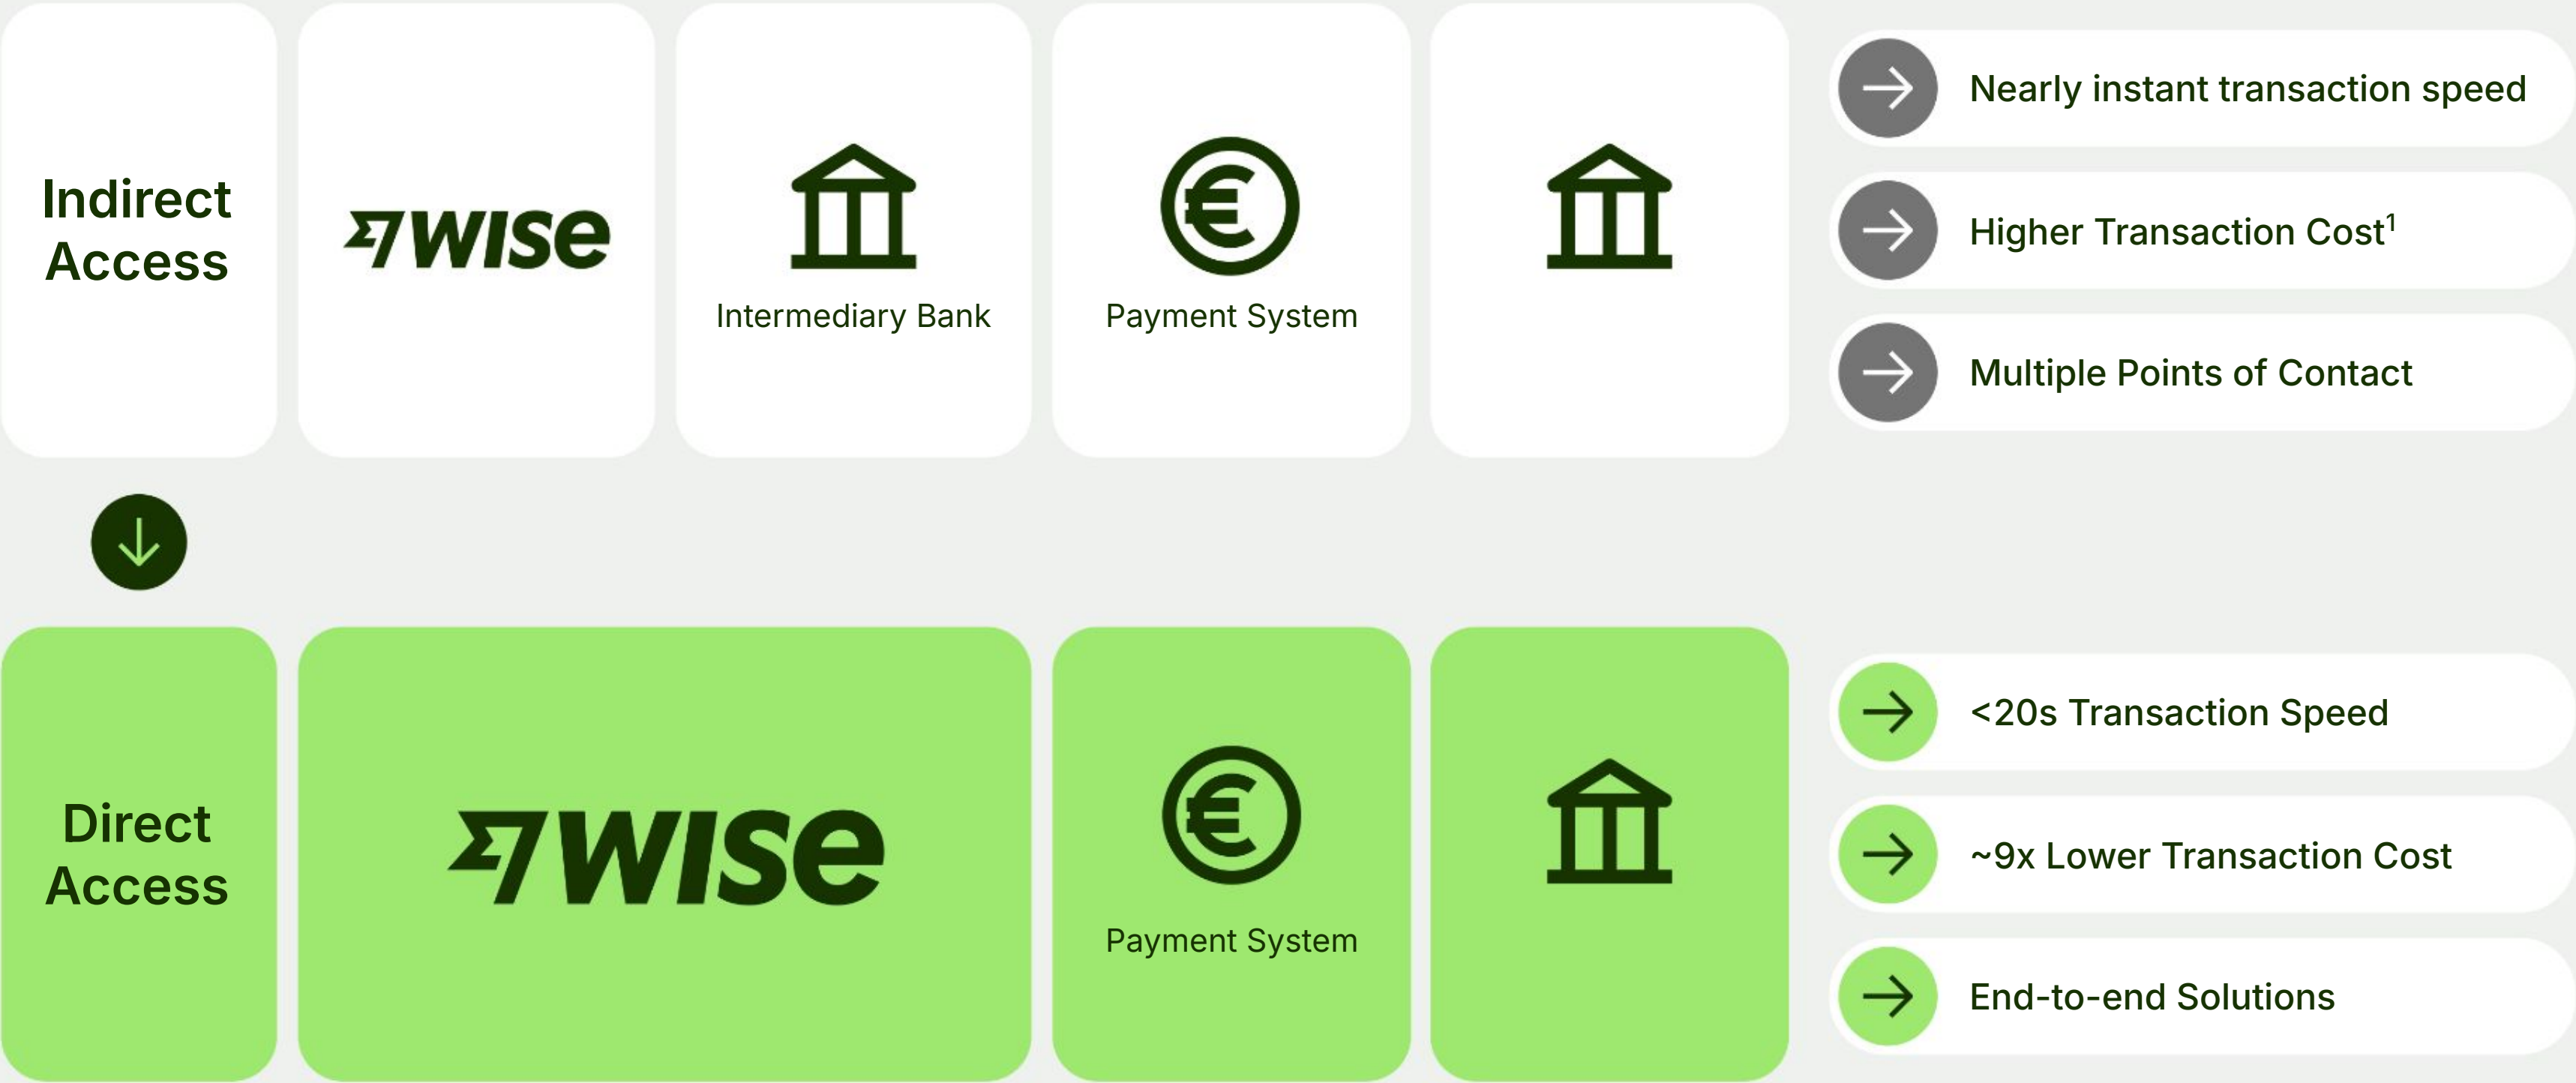 Indirect
Access
WISE
Intermediary Bank
Payment System
Nearly instant transaction speed
Higher Transaction Cost¹
Multiple Points of Contact
Direct
Access
WISE
Payment System
<20s Transaction Speed
~9x Lower Transaction Cost
End-to-end Solutions